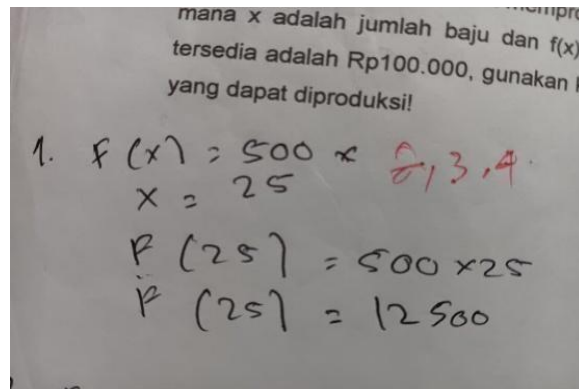 mana x adalah jumlah baju dan f(x)
tersedia adalah Rp100.000, gunakan
yang dapat diproduksi!
1. F (x) = 500 x 2, 3, 4.
x = 25
F (25) = 500 x 25
F (25) = 12500